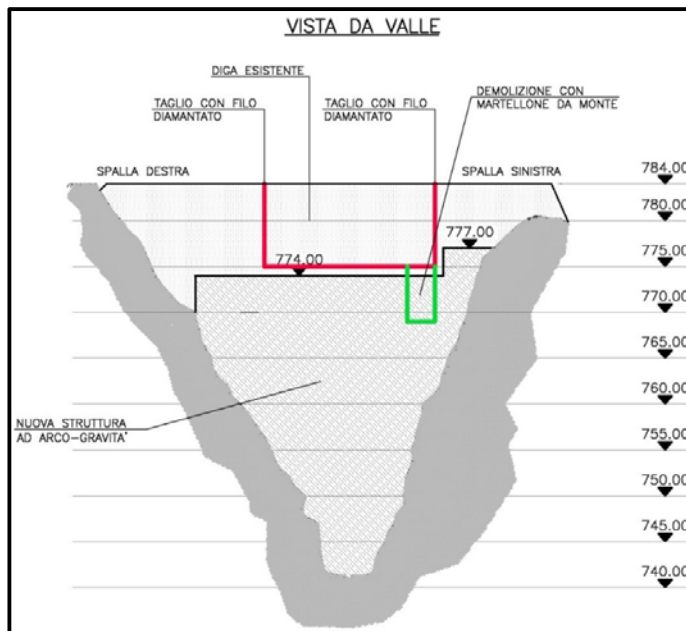 VISTA DA VALLE
DIGA ESISTENTE
DEMOLIZIONE CON
MARTELLONE DA MONTE
TAGLIO CON FILO
DIAMANTATO
TAGLIO CON FILO
DIAMANTATO
SPALLA DESTRA
SPALLA SINISTRA
784,00
780,00
777,00
774,00
775,00
770,00
765,00
760,00
NUOVA STRUTTURA
AD ARCO-GRAVITA'
755,00
750,00
745,00
740,00